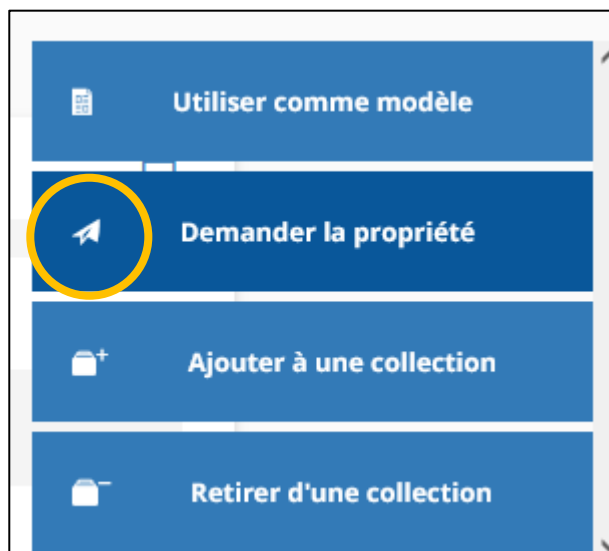 Utiliser comme modèle
Demander la propriété
Ajouter à une collection
Retirer d'une collection